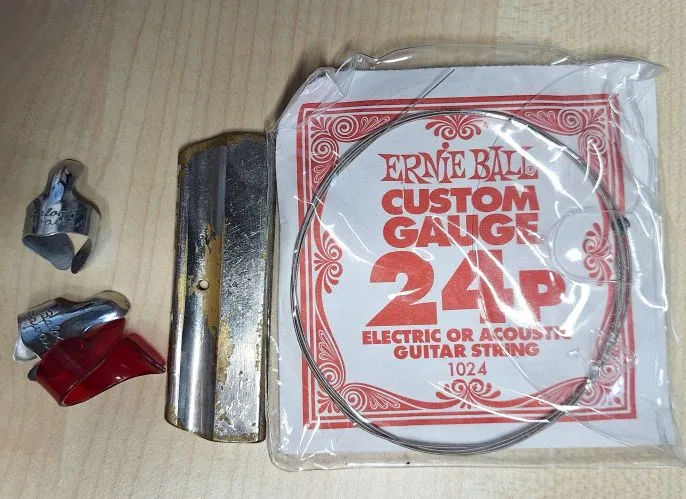 ERNIE BALL
CUSTOM
GAUGE
24P
ELECTRIC OR ACOUSTIC
GUITAR STRING
1024